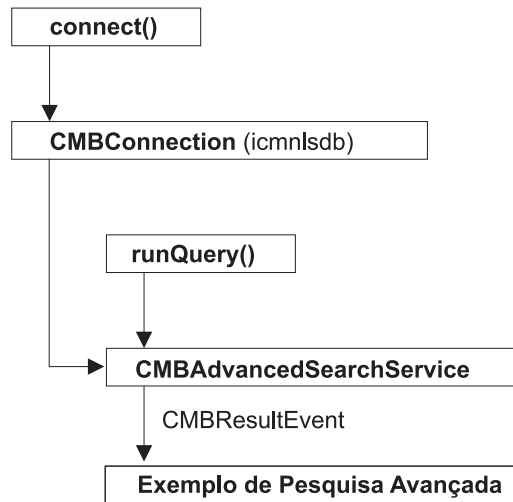 connect()
CMBConnection (icmnlsdb)
runQuery()
CMBAdvancedSearchService
CMBResultEvent
Exemplo de Pesquisa Avançada